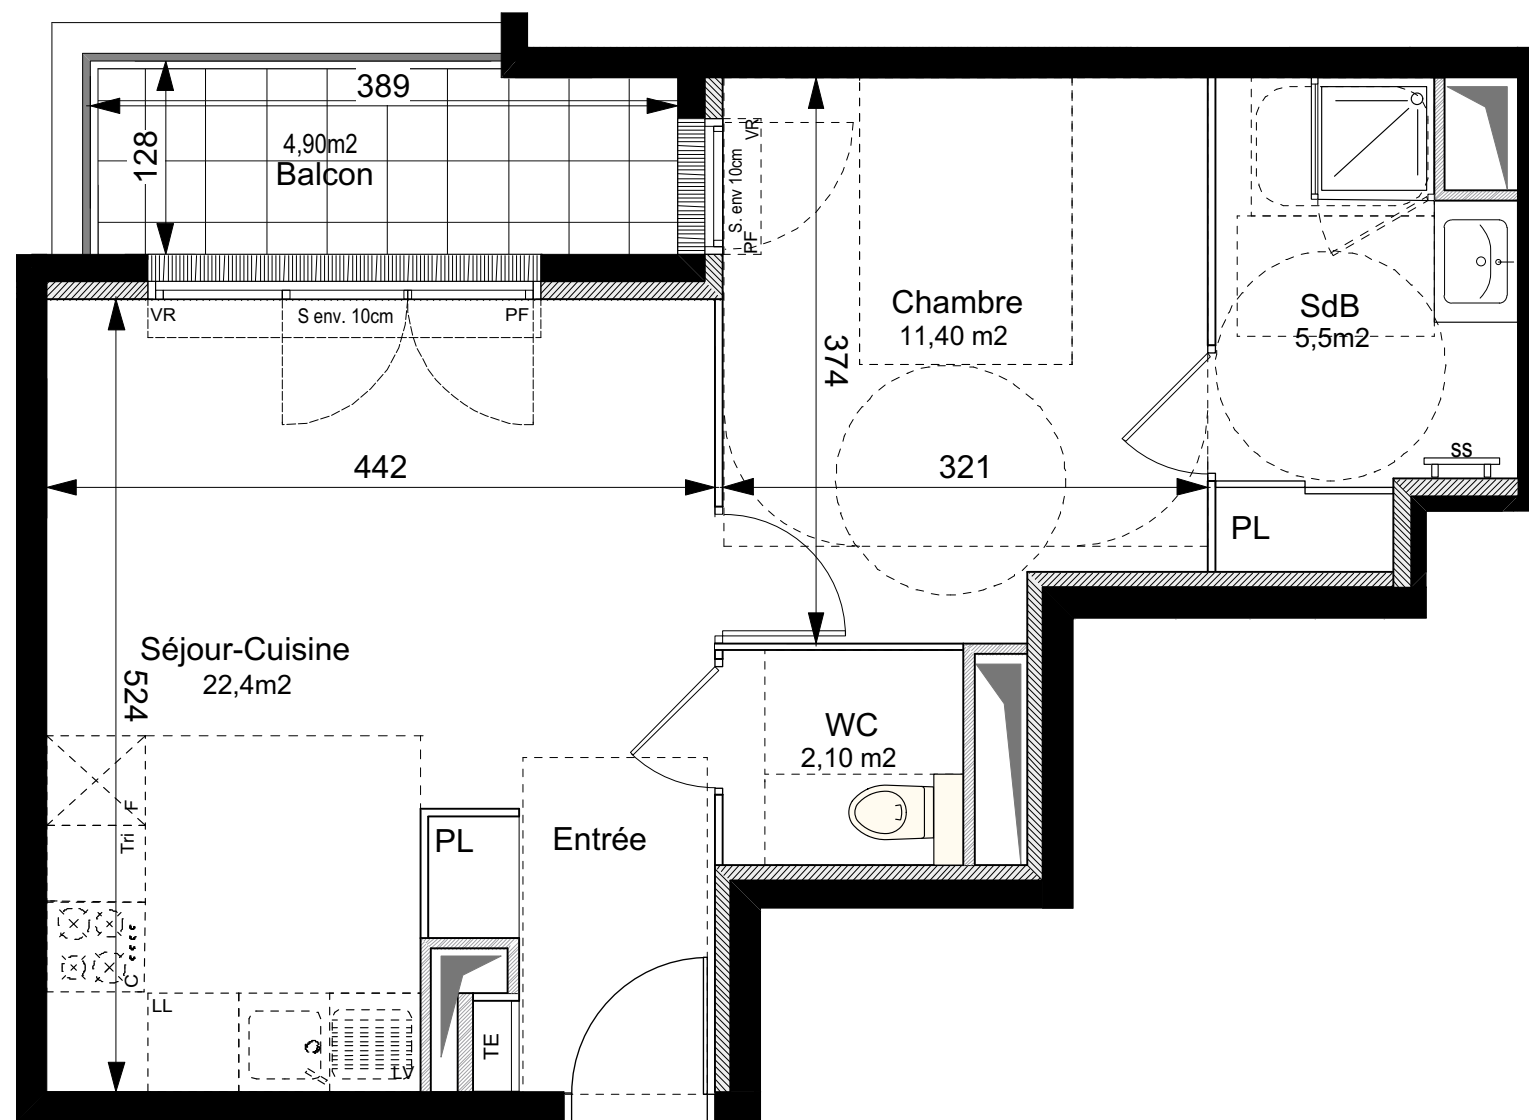 389
128
4,90m2
Balcon
VR
S. env 10cm
PF
VR
S env. 10cm
PF
Chambre
11,40 m2
374
SdB
5,5m2
442
321
SS
PL
Séjour-Cuisine
22,4m2
524
WC
2,10 m2
F
Tri
PL
Entrée
C
LL
LV
TE